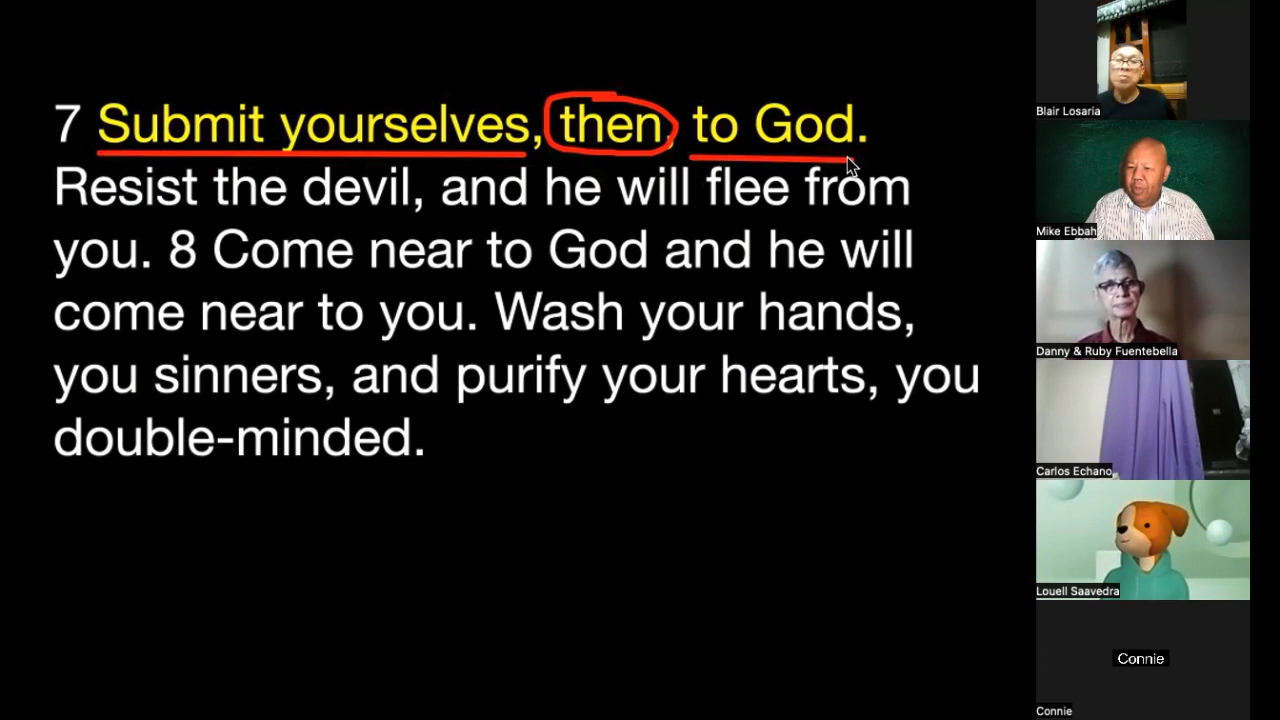 7 Submit yourselves, then, to God.
Resist the devil, and he will flee from
you. 8 Come near to God and he will
come near to you. Wash your hands,
you sinners, and purify your hearts, you
double-minded.
Blair Losaria
Mike Ebbah
Danny & Ruby Fuentebella
Carlos Echano
Louell Saavedra
Connie
Connie